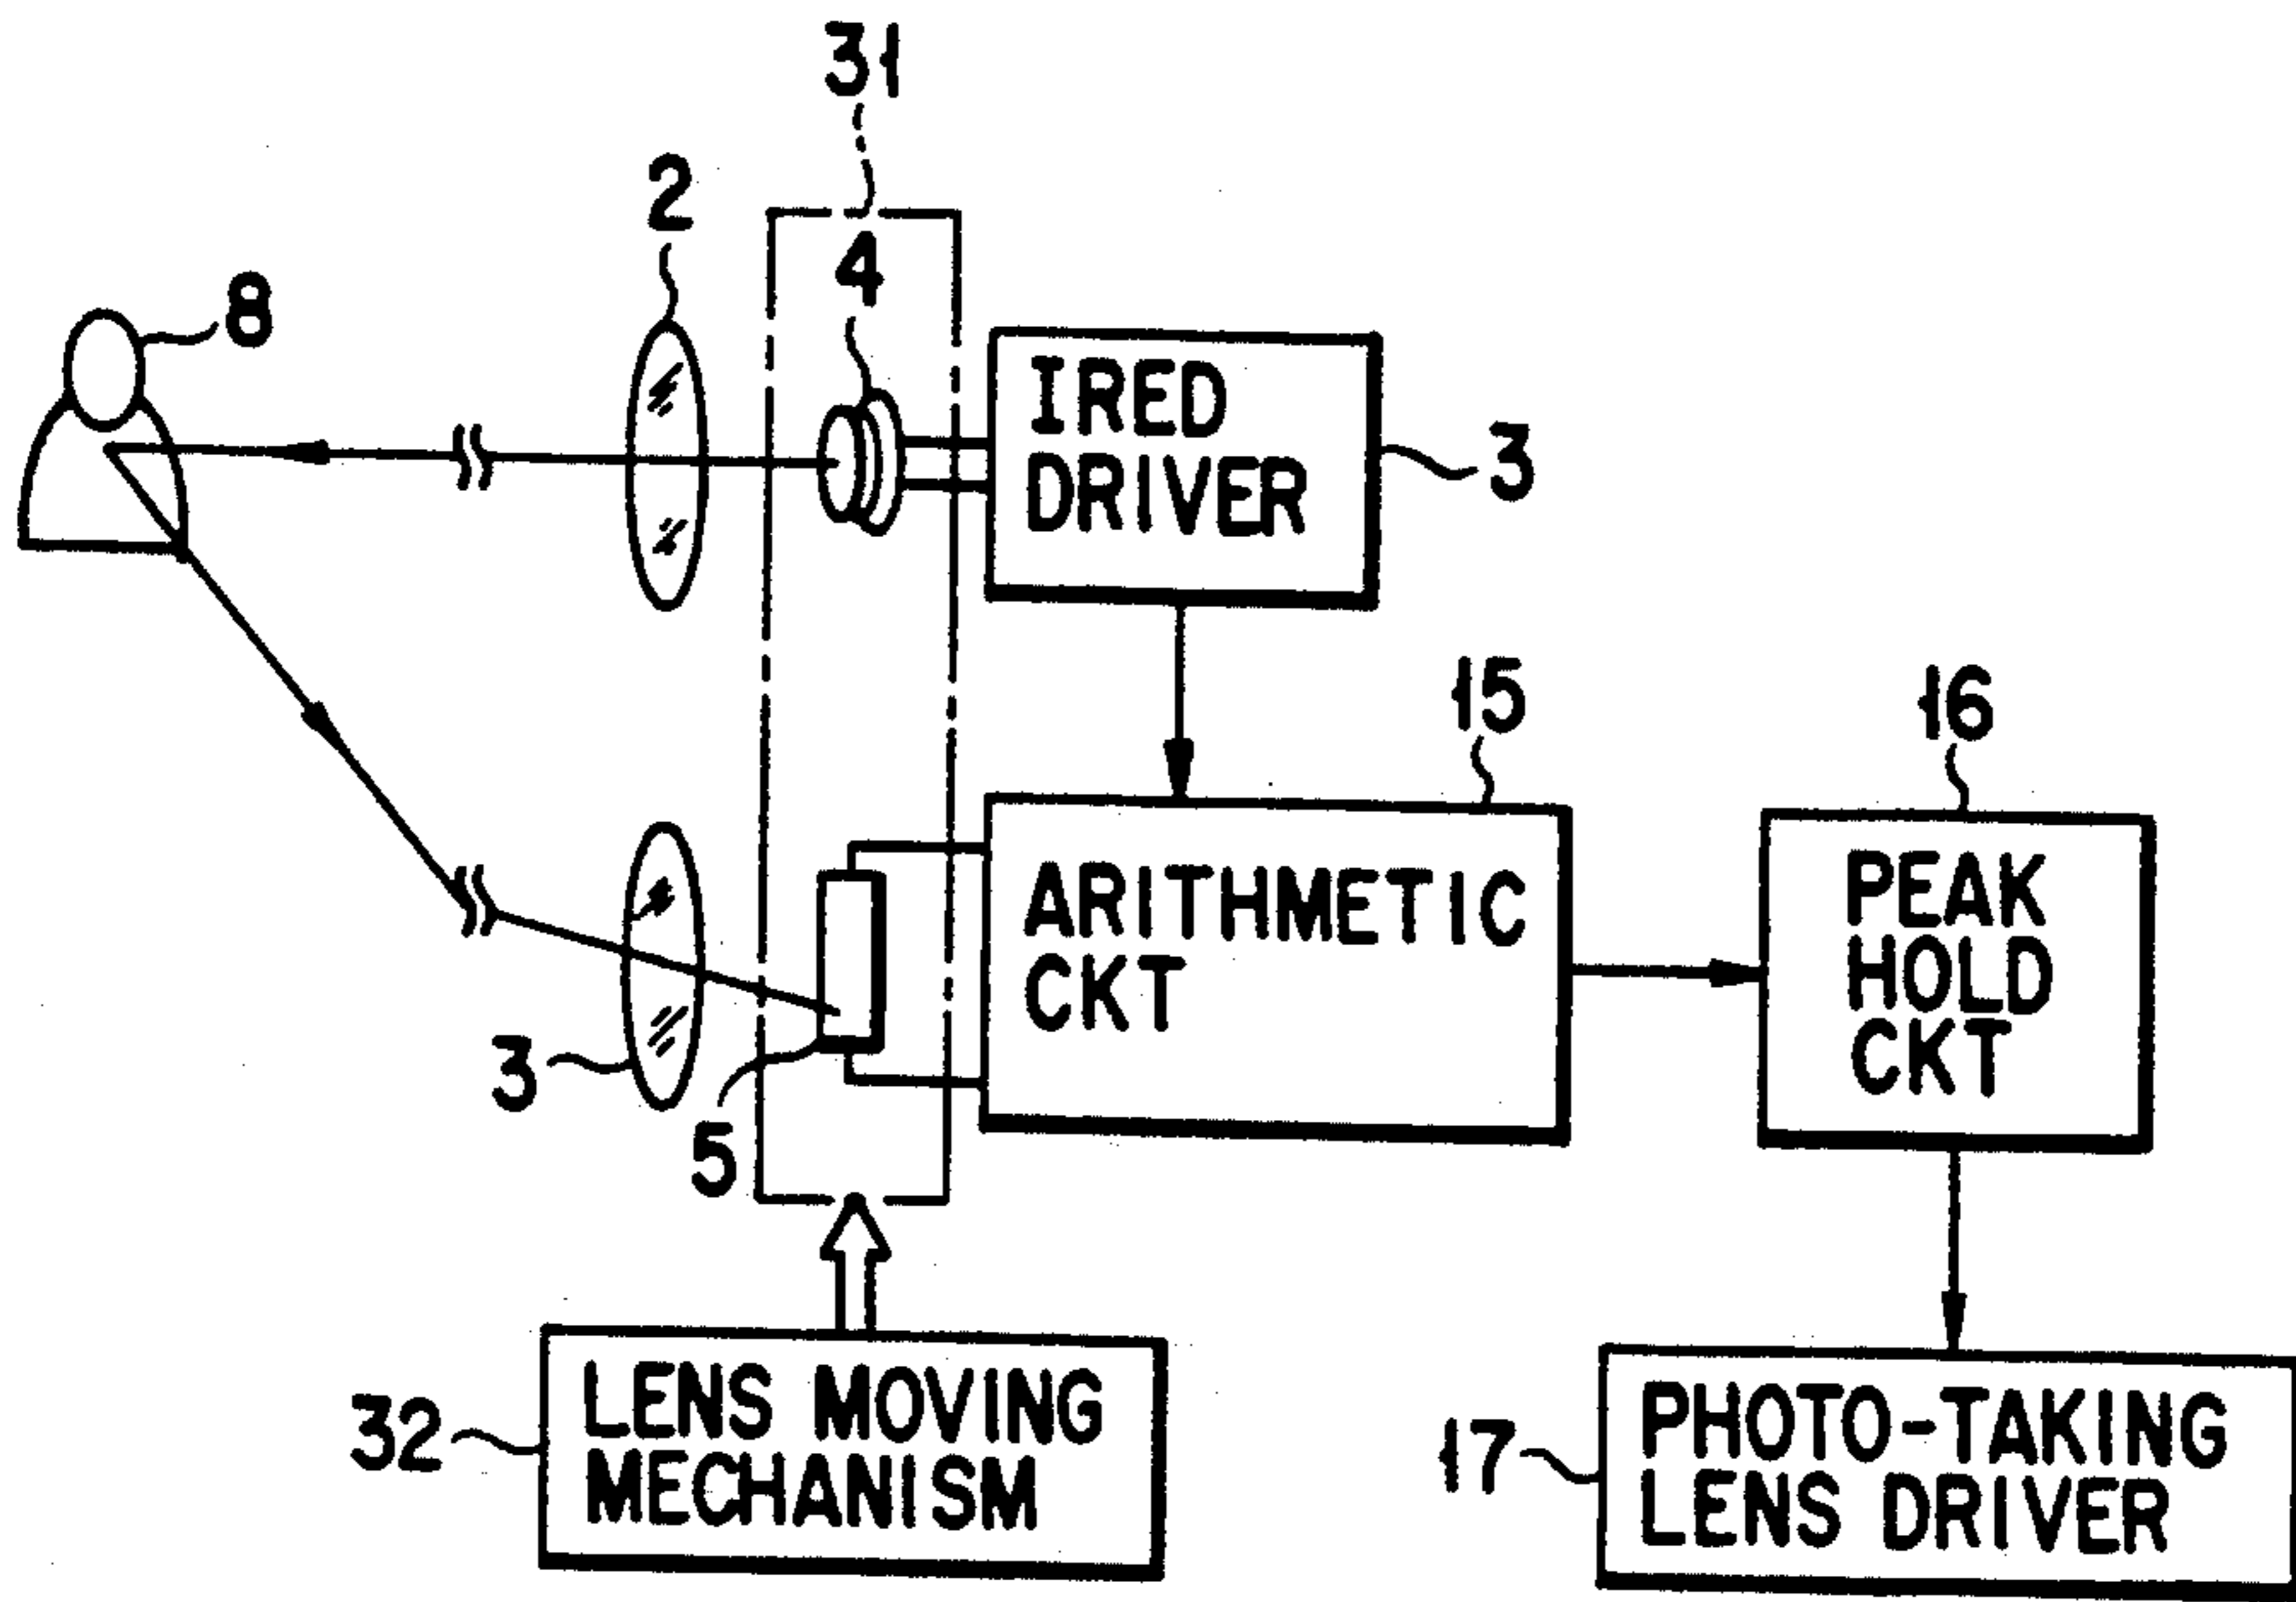 31
2
4
8
IRED
DRIVER
3
15
16
ARITHMETIC
CKT
PEAK
HOLD
CKT
3
5
LENS MOVING
MECHANISM
32
PHOTO-TAKING
LENS DRIVER
17